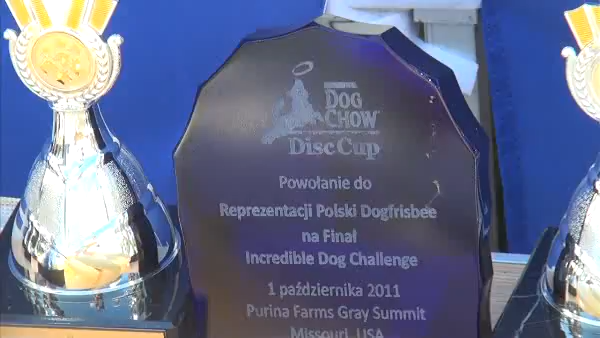 DOG
CHOW
Disc Cup
Powołanie do
Reprezentacji Polski Dogfrisbee
na Finał
Incredible Dog Challenge
1 października 2011
Purina Farms Gray Summit
Missouri, USA